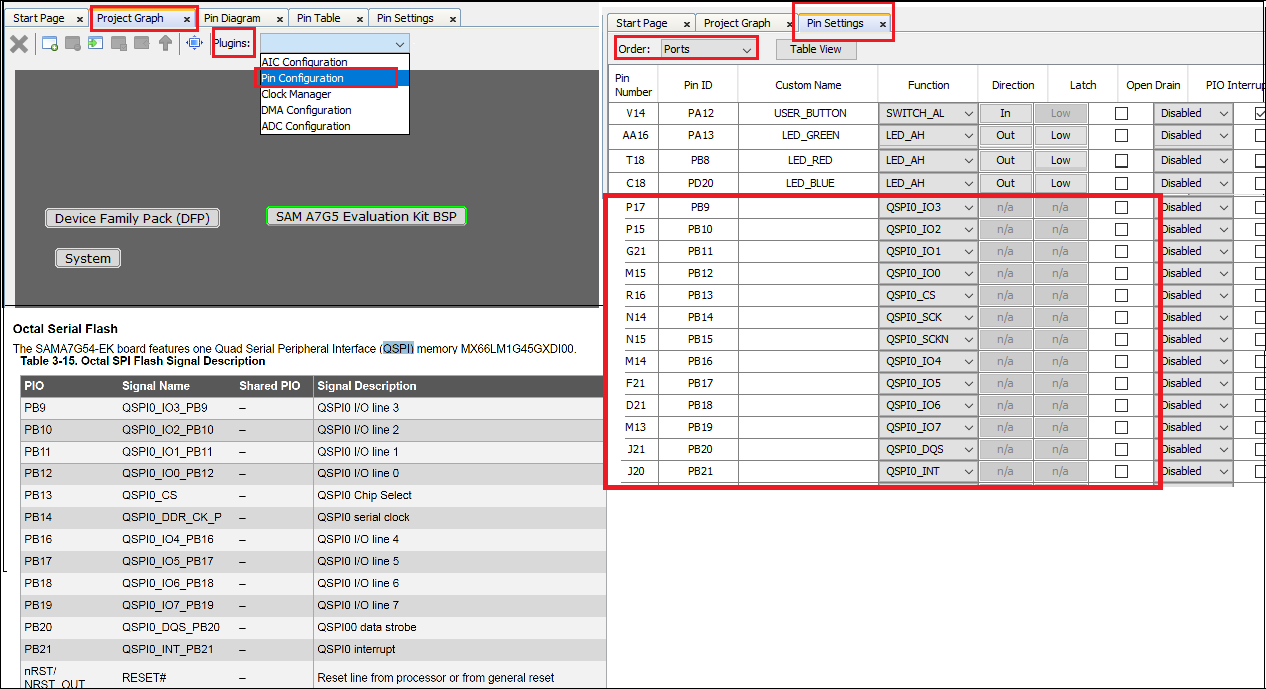 Start Page × Project Graph × Pin Diagram × Pin Table × Pin Settings ×
Plugins:
AIC Configuration
Pin Configuration
Clock Manager
DMA Configuration
ADC Configuration
Device Family Pack (DFP)
SAM A7G5 Evaluation Kit BSP
System
Octal Serial Flash
The SAMA7G54-EK board features one Quad Serial Peripheral Interface (QSPI) memory MX66LM1G45GXDI00.
Table 3-15. Octal SPI Flash Signal Description
PIO Signal Name Shared PIO Signal Description
PB9 QSPI0_IO3_PB9 – QSPI0 I/O line 3
PB10 QSPI0_IO2_PB10 – QSPI0 I/O line 2
PB11 QSPI0_IO1_PB11 – QSPI0 I/O line 1
PB12 QSPI0_IO0_PB12 – QSPI0 I/O line 0
PB13 QSPI0_CS – QSPI0 Chip Select
PB14 QSPI0_DDR_CK_P – QSPI0 serial clock
PB16 QSPI0_IO4_PB16 – QSPI0 I/O line 4
PB17 QSPI0_IO5_PB17 – QSPI0 I/O line 5
PB18 QSPI0_IO6_PB18 – QSPI0 I/O line 6
PB19 QSPI0_IO7_PB19 – QSPI0 I/O line 7
PB20 QSPI0_DQS_PB20 – QSPI00 data strobe
PB21 QSPI0_INT_PB21 – QSPI0 interrupt
nRST/
NRST_OUT RESET# – Reset line from processor or from general reset
Start Page × Project Graph × Pin Settings ×
Order: Ports Table View
Pin Number Pin ID Custom Name Function Direction Latch Open Drain PIO Interrup
V14 PA12 USER_BUTTON SWITCH_AL In Low Disabled
AA16 PA13 LED_GREEN LED_AH Out Low Disabled
T18 PB8 LED_RED LED_AH Out Low Disabled
C18 PD20 LED_BLUE LED_AH Out Low Disabled
P17 PB9 QSPI0_IO3 n/a n/a Disabled
P15 PB10 QSPI0_IO2 n/a n/a Disabled
G21 PB11 QSPI0_IO1 n/a n/a Disabled
M15 PB12 QSPI0_IO0 n/a n/a Disabled
R16 PB13 QSPI0_CS n/a n/a Disabled
N14 PB14 QSPI0_SCK n/a n/a Disabled
N15 PB15 QSPI0_SCKN n/a n/a Disabled
M14 PB16 QSPI0_IO4 n/a n/a Disabled
F21 PB17 QSPI0_IO5 n/a n/a Disabled
D21 PB18 QSPI0_IO6 n/a n/a Disabled
M13 PB19 QSPI0_IO7 n/a n/a Disabled
J21 PB20 QSPI0_DQS n/a n/a Disabled
J20 PB21 QSPI0_INT n/a n/a Disabled